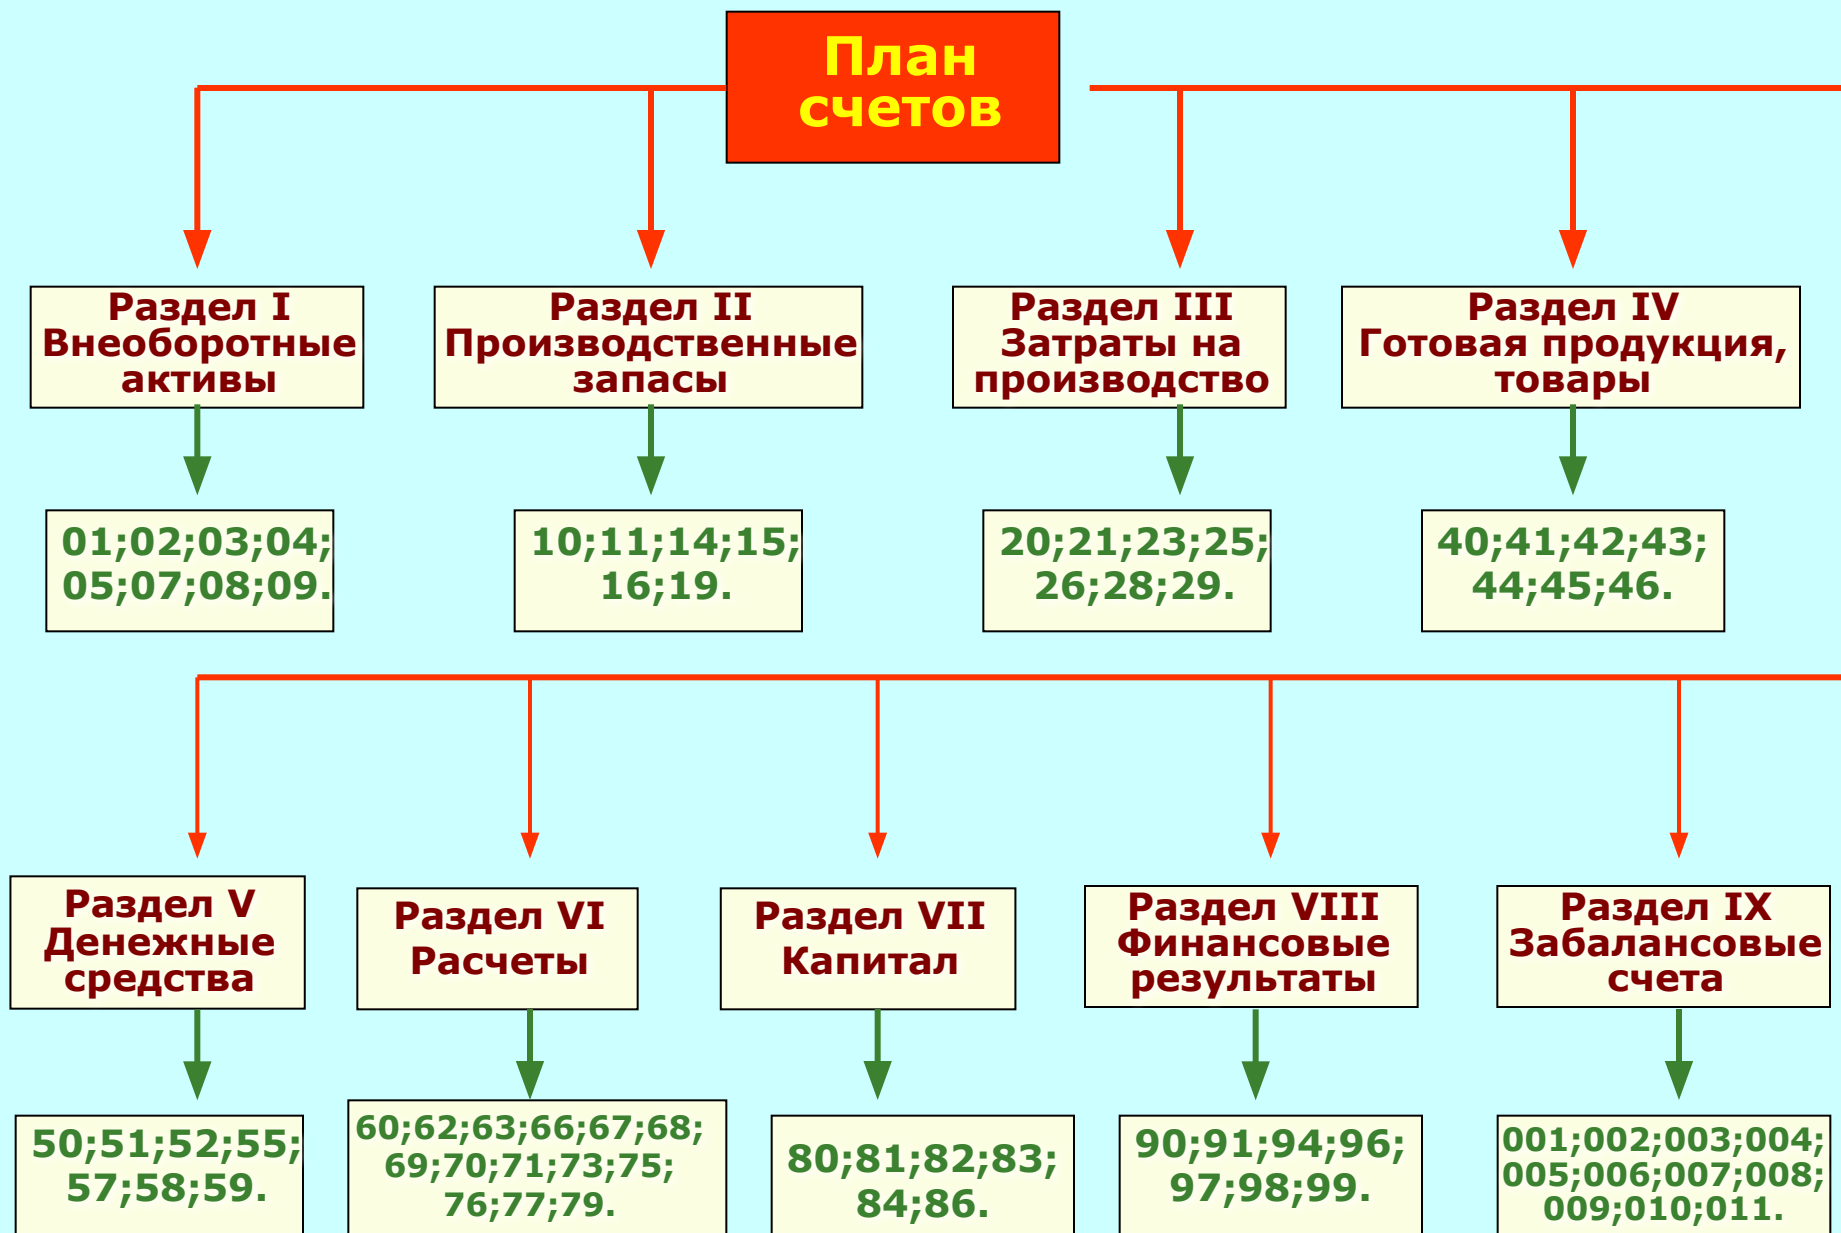 План
счетов
Раздел I
Внеоборотные
активы
Раздел II
Производственные
запасы
Раздел III
Затраты на
производство
Раздел IV
Готовая продукция,
товары
01;02;03;04;
05;07;08;09.
10;11;14;15;
16;19.
20;21;23;25;
26;28;29.
40;41;42;43;
44;45;46.
Раздел V
Денежные
средства
Раздел VI
Расчеты
Раздел VII
Капитал
Раздел VIII
Финансовые
результаты
Раздел IX
Забалансовые
счета
50;51;52;55;
57;58;59.
60;62;63;66;67;68;
69;70;71;73;75;
76;77;79.
80;81;82;83;
84;86.
90;91;94;96;
97;98;99.
001;002;003;004;
005;006;007;008;
009;010;011.